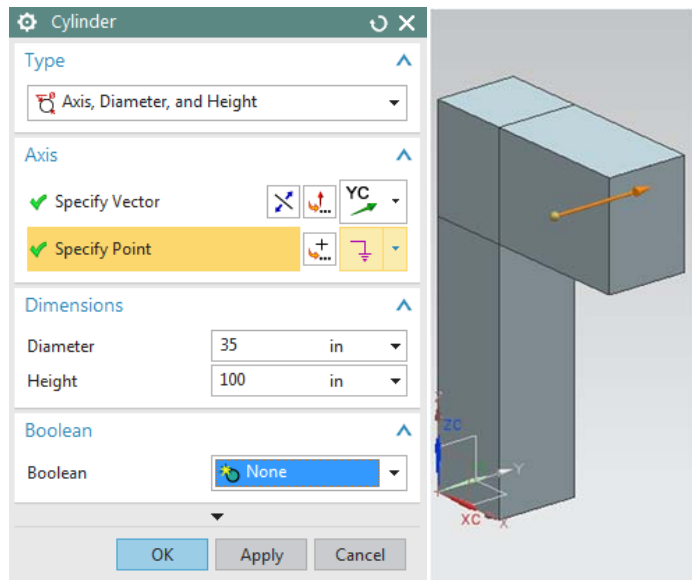 Cylinder
Type
Axis, Diameter, and Height
Axis
Specify Vector
YC
Specify Point
Dimensions
Diameter 35 in
Height 100 in
Boolean
Boolean None
OK Apply Cancel
ZC
Y
XC X